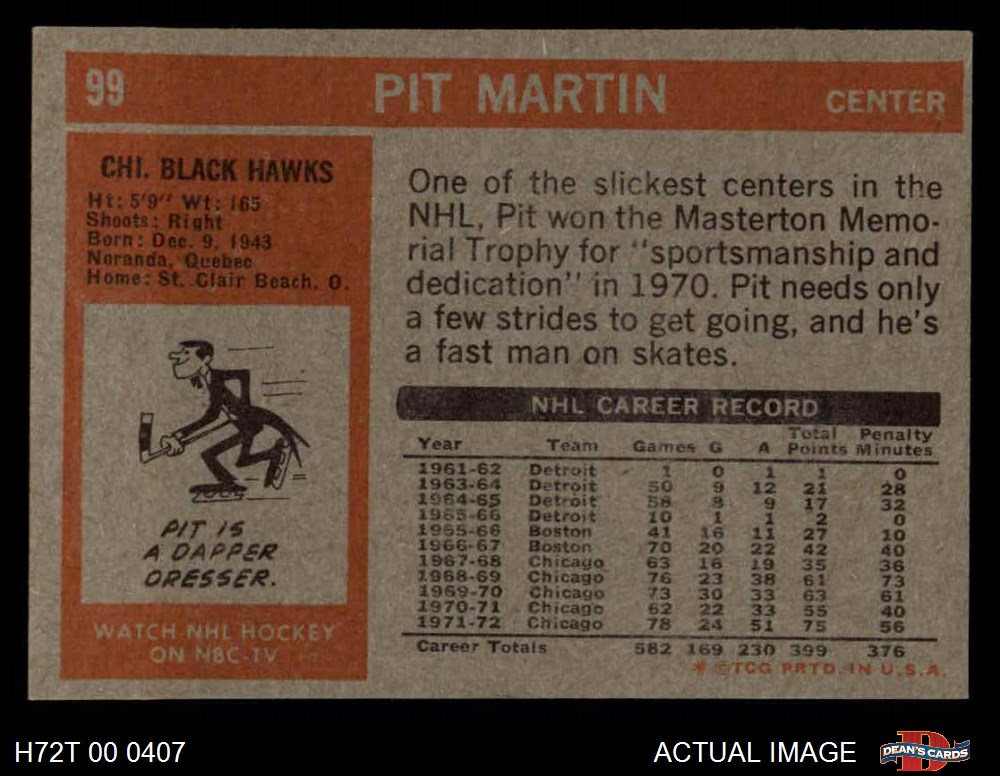 99 PIT MARTIN CENTER
CHI. BLACK HAWKS
Ht: 5'9" Wt: 165
Shoots: Right
Born: Dec. 9, 1943
Noranda, Quebec
Home: St. Clair Beach, O.
PIT IS
A DAPPER
DRESSER.
WATCH NHL HOCKEY
ON NBC-TV
One of the slickest centers in the
NHL, Pit won the Masterton Memo-
rial Trophy for "sportsmanship and
dedication" in 1970. Pit needs only
a few strides to get going, and he's
a fast man on skates.
NHL CAREER RECORD
Year Team Games G A Total Points Penalty Minutes
1961-62 Detroit 1 0 1 1 0
1963-64 Detroit 50 9 12 21 28
1964-65 Detroit 58 8 9 17 32
1965-66 Detroit 10 1 1 2 0
1965-66 Boston 41 16 11 27 10
1966-67 Boston 70 20 22 42 40
1967-68 Chicago 63 16 19 35 36
1968-69 Chicago 76 23 38 61 73
1969-70 Chicago 73 30 33 63 61
1970-71 Chicago 62 22 33 55 40
1971-72 Chicago 78 24 51 75 56
Career Totals 582 169 230 399 376
* ©TCG PRTD. IN U.S.A.
H72T 00 0407 ACTUAL IMAGE
DEAN'S CARDS